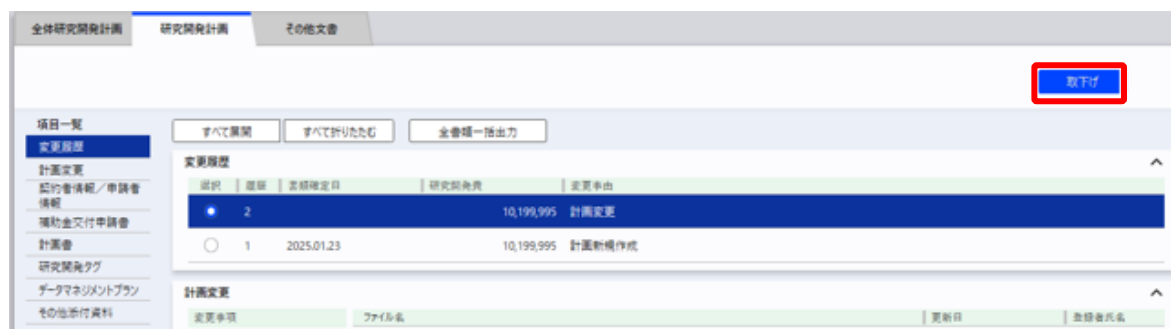 全体研究開発計画 研究開発計画 その他文書
取下げ
項目一覧
変更履歴
計画変更
契約者情報／申請者
情報
補助金交付申請書
計画書
研究開発タグ
データマネジメントプラン
その他添付資料
すべて展開 すべて折りたたむ 全書類一括出力
変更履歴
選択 履歴 書類確定日 研究開発費 変更事由
2 10,199,995 計画変更
1 2025.01.23 10,199,995 計画新規作成
計画変更
変更事項 ファイル名 更新日 登録者氏名